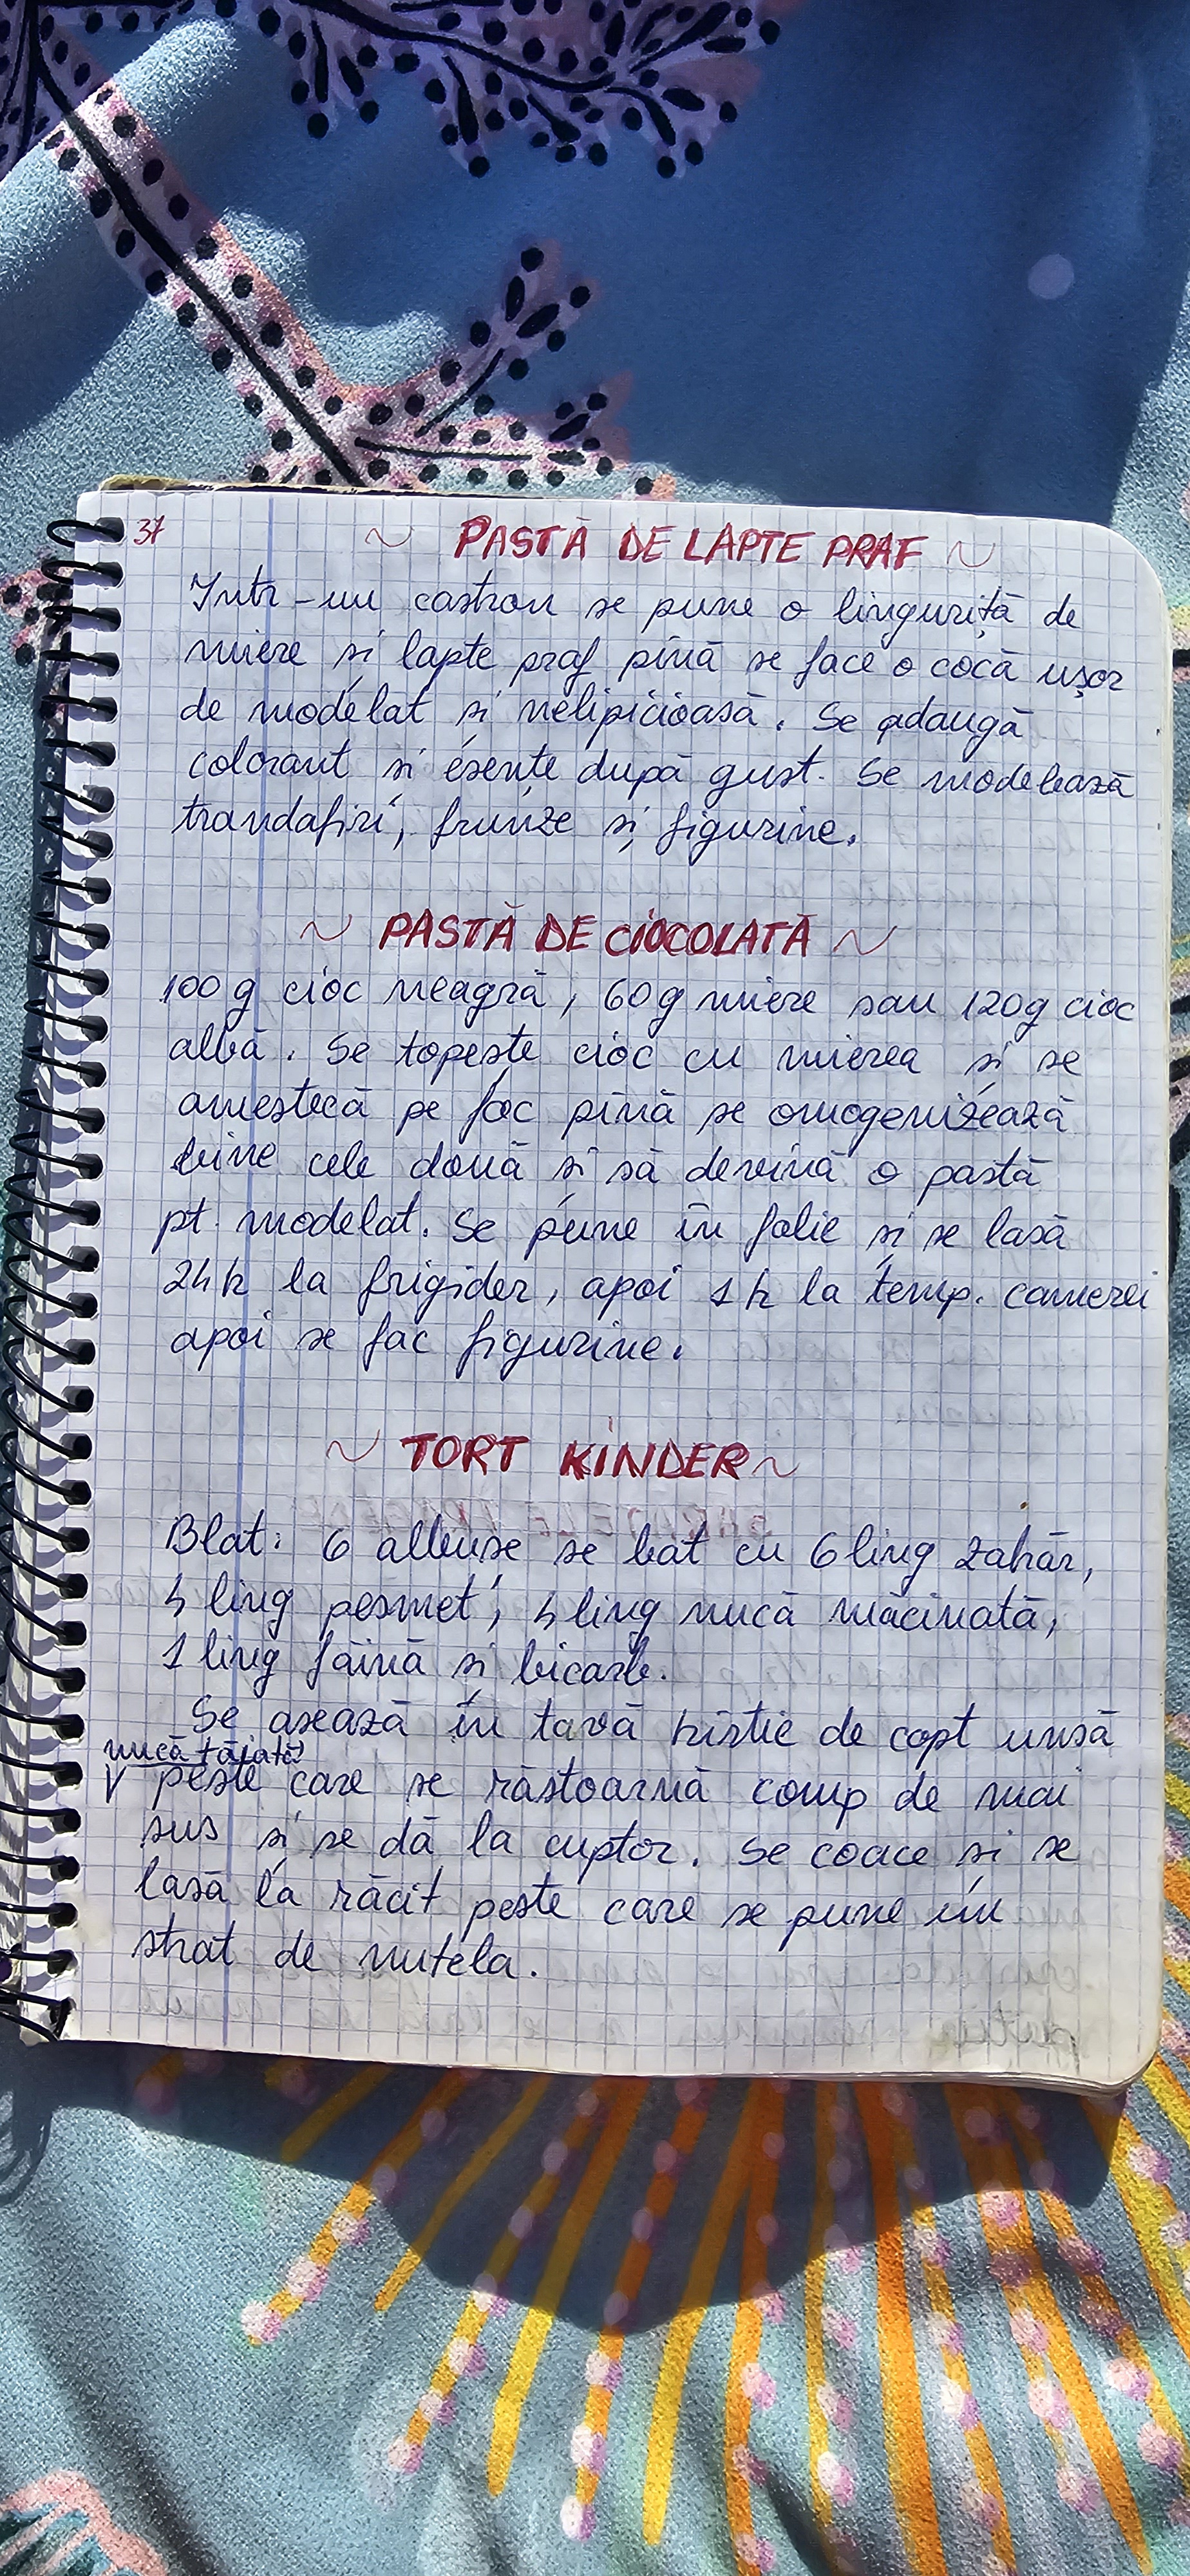 37 ~ PASTĂ DE LAPTE PRAF ~
Într-un castron se pune o linguriță de
miere și lapte praf pînă se face o cocă ușor
de modelat și nelipicioasă. Se adaugă
colorant și esențe după gust. Se modelează
trandafiri, frunze și figurine.
~ PASTĂ DE CIOCOLATĂ ~
100 g cioc neagră, 60 g miere sau 120g cioc
albă. Se topește cioc cu mierea și se
amestecă pe foc pînă se omogenizează
bine cele două și să devină o pastă
pt. modelat. Se pune în folie și se lasă
24 h la frigider, apoi 1 h la temp. camerei
apoi se fac figurine.
~ TORT KINDER ~
Blat: 6 albușe se bat cu 6 ling zahăr,
4 ling pesmet, 4 ling nucă măcinată,
1 ling făină și bicarb.
Se așează în tavă hîrtie de copt unsă
nucă tăiată
V peste care se răstoarnă comp de mai
sus și se dă la cuptor. Se coace și se
lasă la răcit peste care se pune un
strat de nutela.